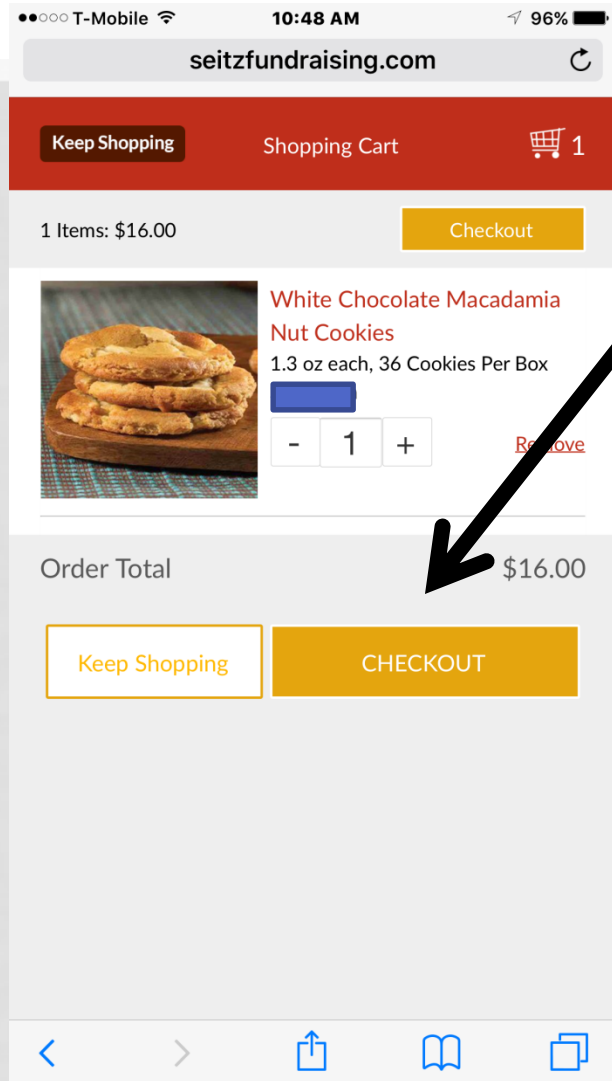 T-Mobile 10:48 AM 96%
seitzfundraising.com
Keep Shopping Shopping Cart 1
1 Items: $16.00 Checkout
White Chocolate Macadamia
Nut Cookies
1.3 oz each, 36 Cookies Per Box
- 1 + Remove
Order Total $16.00
Keep Shopping CHECKOUT